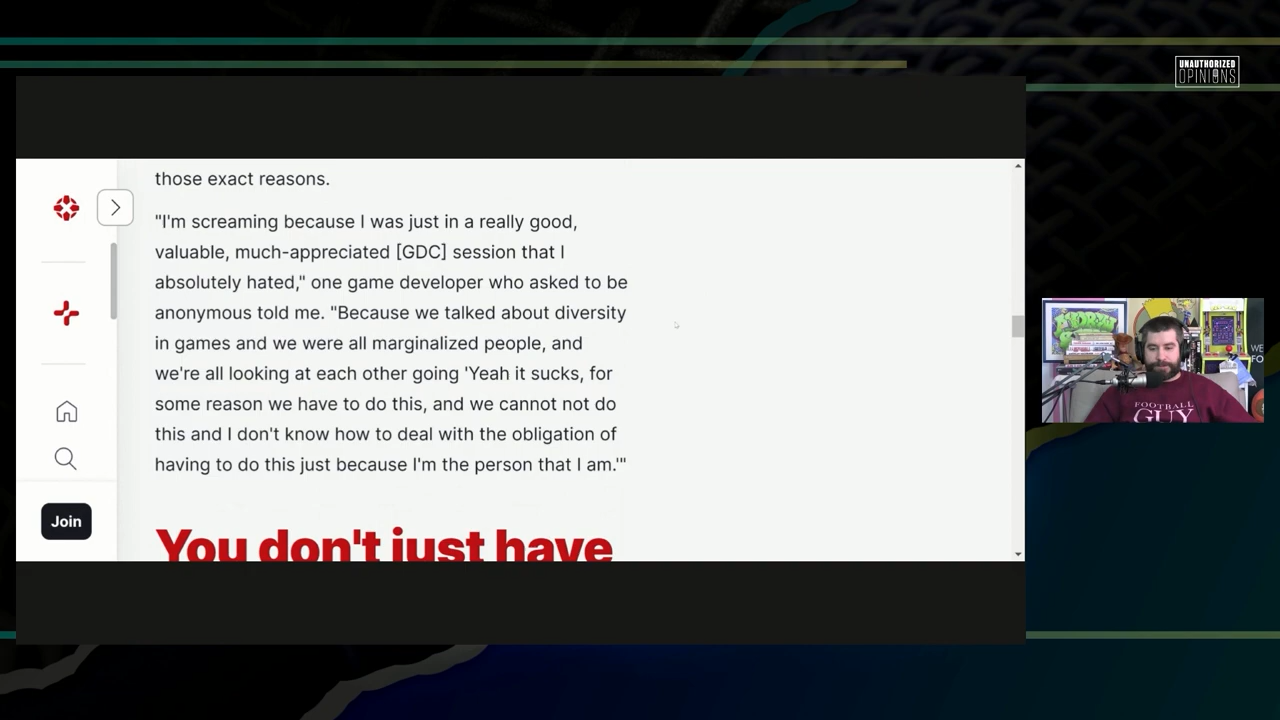 UNAUTHORIZED
OPINIONS
those exact reasons.
"I'm screaming because I was just in a really good,
valuable, much-appreciated [GDC] session that I
absolutely hated," one game developer who asked to be
anonymous told me. "Because we talked about diversity
in games and we were all marginalized people, and
we're all looking at each other going 'Yeah it sucks, for
some reason we have to do this, and we cannot not do
this and I don't know how to deal with the obligation of
having to do this just because I'm the person that I am.'"
You don't just have
Join
WE
FO
FOOTBALL
GUY